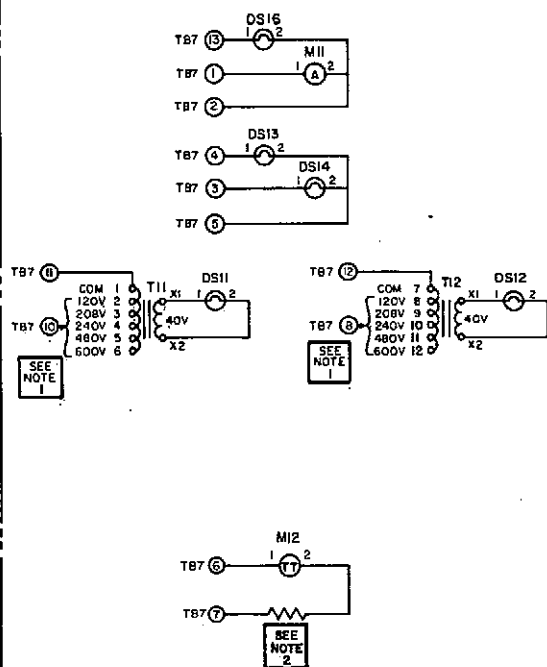 DS16
TB7 13 1 2
M11
TB7 1 1 A 2
TB7 2
DS13
TB7 4 1 2
DS14
TB7 3 1 2
TB7 5
TB7 11
COM 1 T11 X1 1 DS11 2
120V 2
208V 3
240V 4 40V
480V 5
600V 6 X2
TB7 10
SEE
NOTE
1
TB7 12
COM 7 T12 X1 1 DS12 2
120V 8
208V 9
240V 10 40V
480V 11
600V 12 X2
TB7 8
SEE
NOTE
1
M12
TB7 6 1 TT 2
TB7 7
SEE
NOTE
2